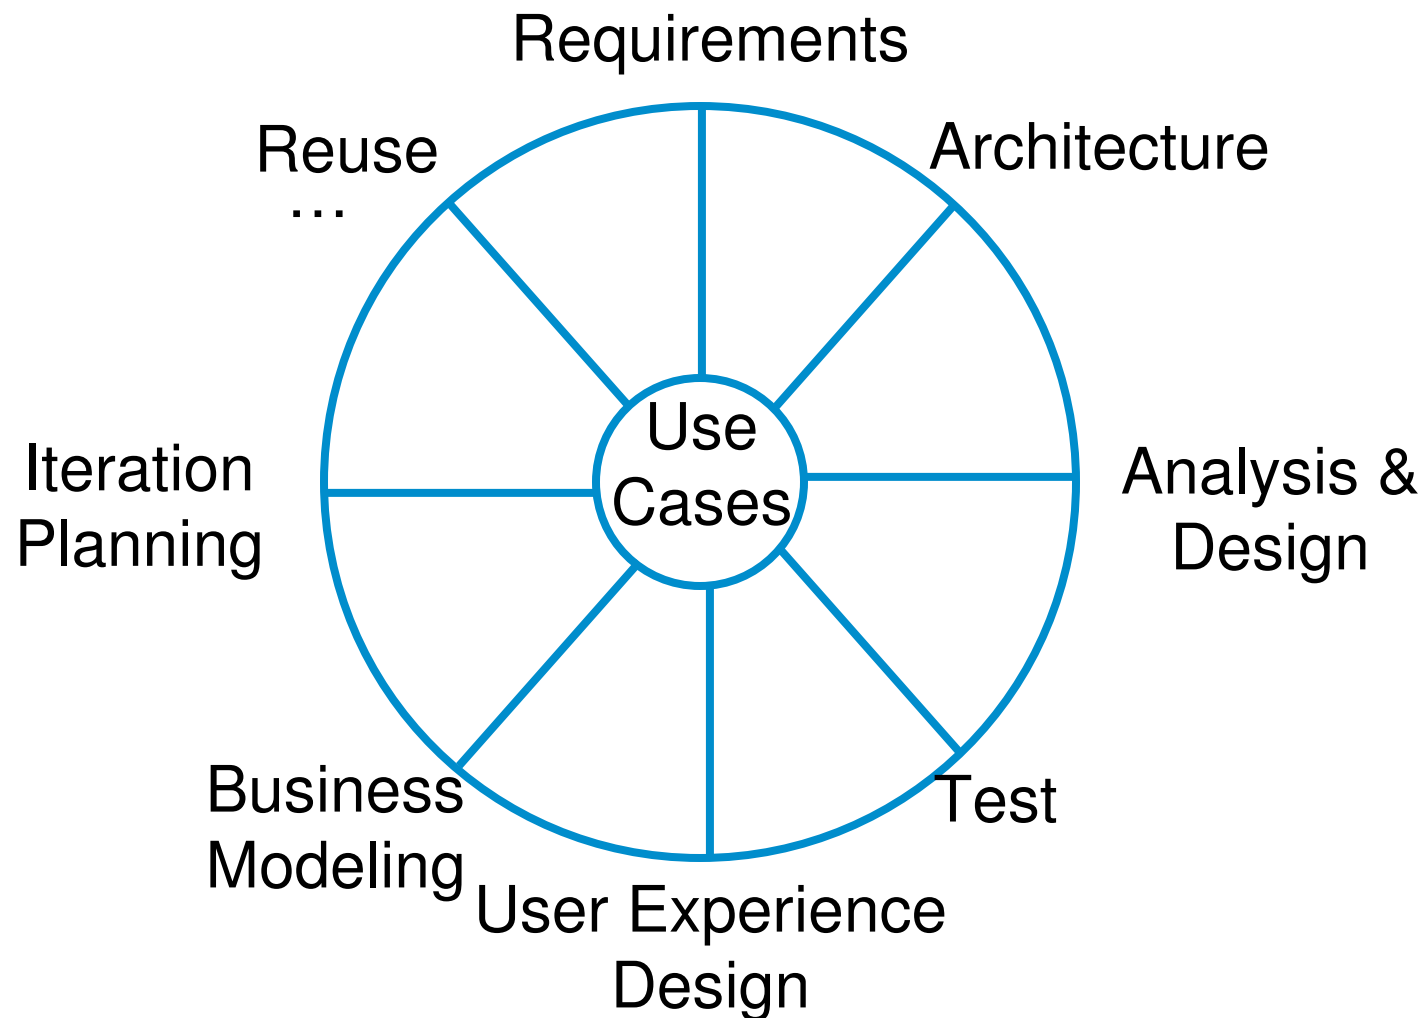 Requirements
Reuse
…
Architecture
Use
Cases
Iteration
Planning
Analysis &
Design
Business
Modeling
Test
User Experience
Design